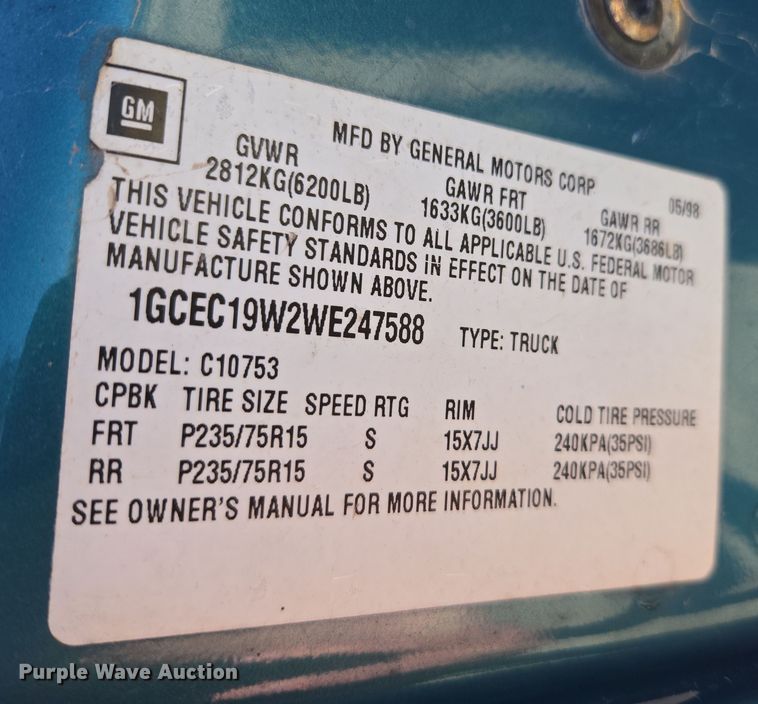 GM
MFD BY GENERAL MOTORS CORP 05/98
GVWR GAWR FRT GAWR RR
2812KG(6200LB) 1633KG(3600LB) 1672KG(3686LB)
THIS VEHICLE CONFORMS TO ALL APPLICABLE U.S. FEDERAL MOTOR
VEHICLE SAFETY STANDARDS IN EFFECT ON THE DATE OF
MANUFACTURE SHOWN ABOVE.
1GCEC19W2WE247588 TYPE: TRUCK
MODEL: C10753
CPBK TIRE SIZE SPEED RTG RIM COLD TIRE PRESSURE
FRT P235/75R15 S 15X7JJ 240KPA(35PSI)
RR P235/75R15 S 15X7JJ 240KPA(35PSI)
SEE OWNER'S MANUAL FOR MORE INFORMATION.
Purple Wave Auction